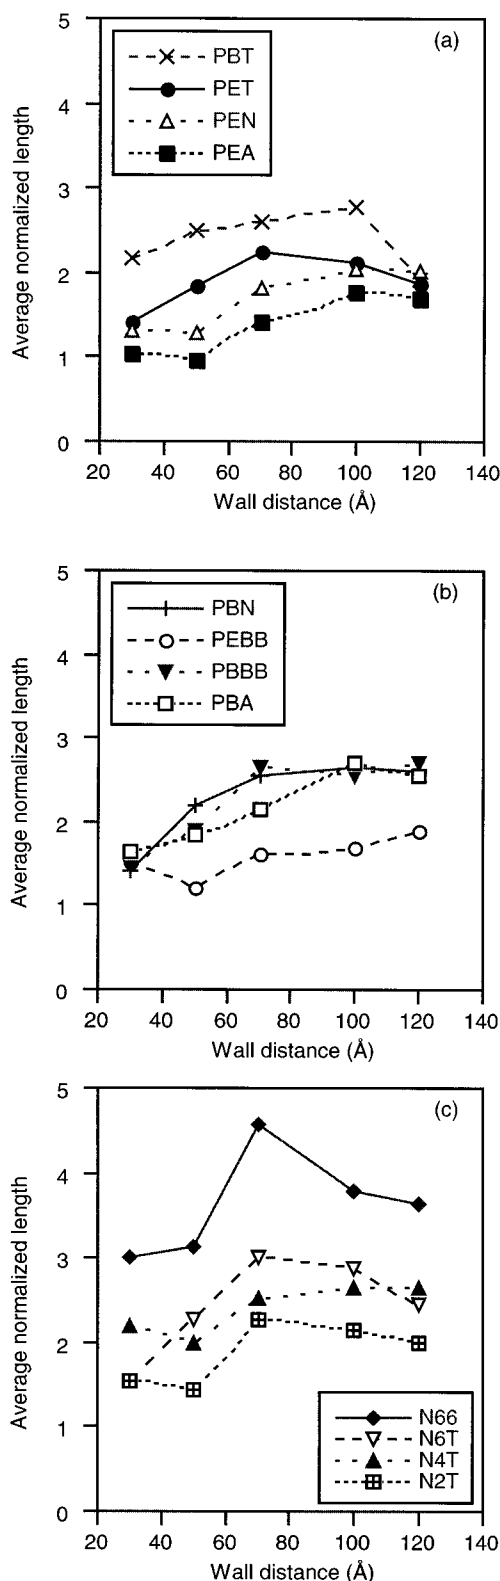 5
(a)
PBT
PET
PEN
PEA
4
3
2
1
0
Average normalized length
20 40 60 80 100 120 140
Wall distance (Å)
5
(b)
PBN
PEBB
PBBB
PBA
4
3
2
1
0
Average normalized length
20 40 60 80 100 120 140
Wall distance (Å)
5
(c)
4
3
2
1
0
Average normalized length
N66
N6T
N4T
N2T
20 40 60 80 100 120 140
Wall distance (Å)